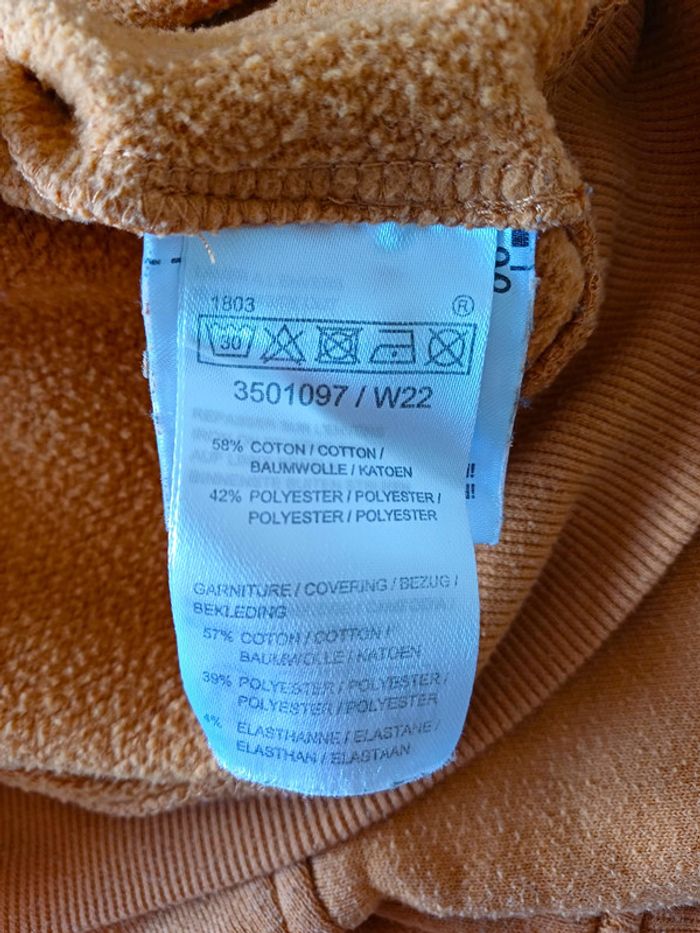 1803
®
30
3501097 / W22
58% COTON / COTTON /
BAUMWOLLE / KATOEN
42% POLYESTER / POLYESTER /
POLYESTER / POLYESTER
GARNITURE / COVERING / BEZUG /
BEKLEDING
57% COTON / COTTON /
BAUMWOLLE / KATOEN
39% POLYESTER / POLYESTER /
POLYESTER / POLYESTER
4% ELASTHANNE / ELASTANE /
ELASTHAN / ELASTAAN